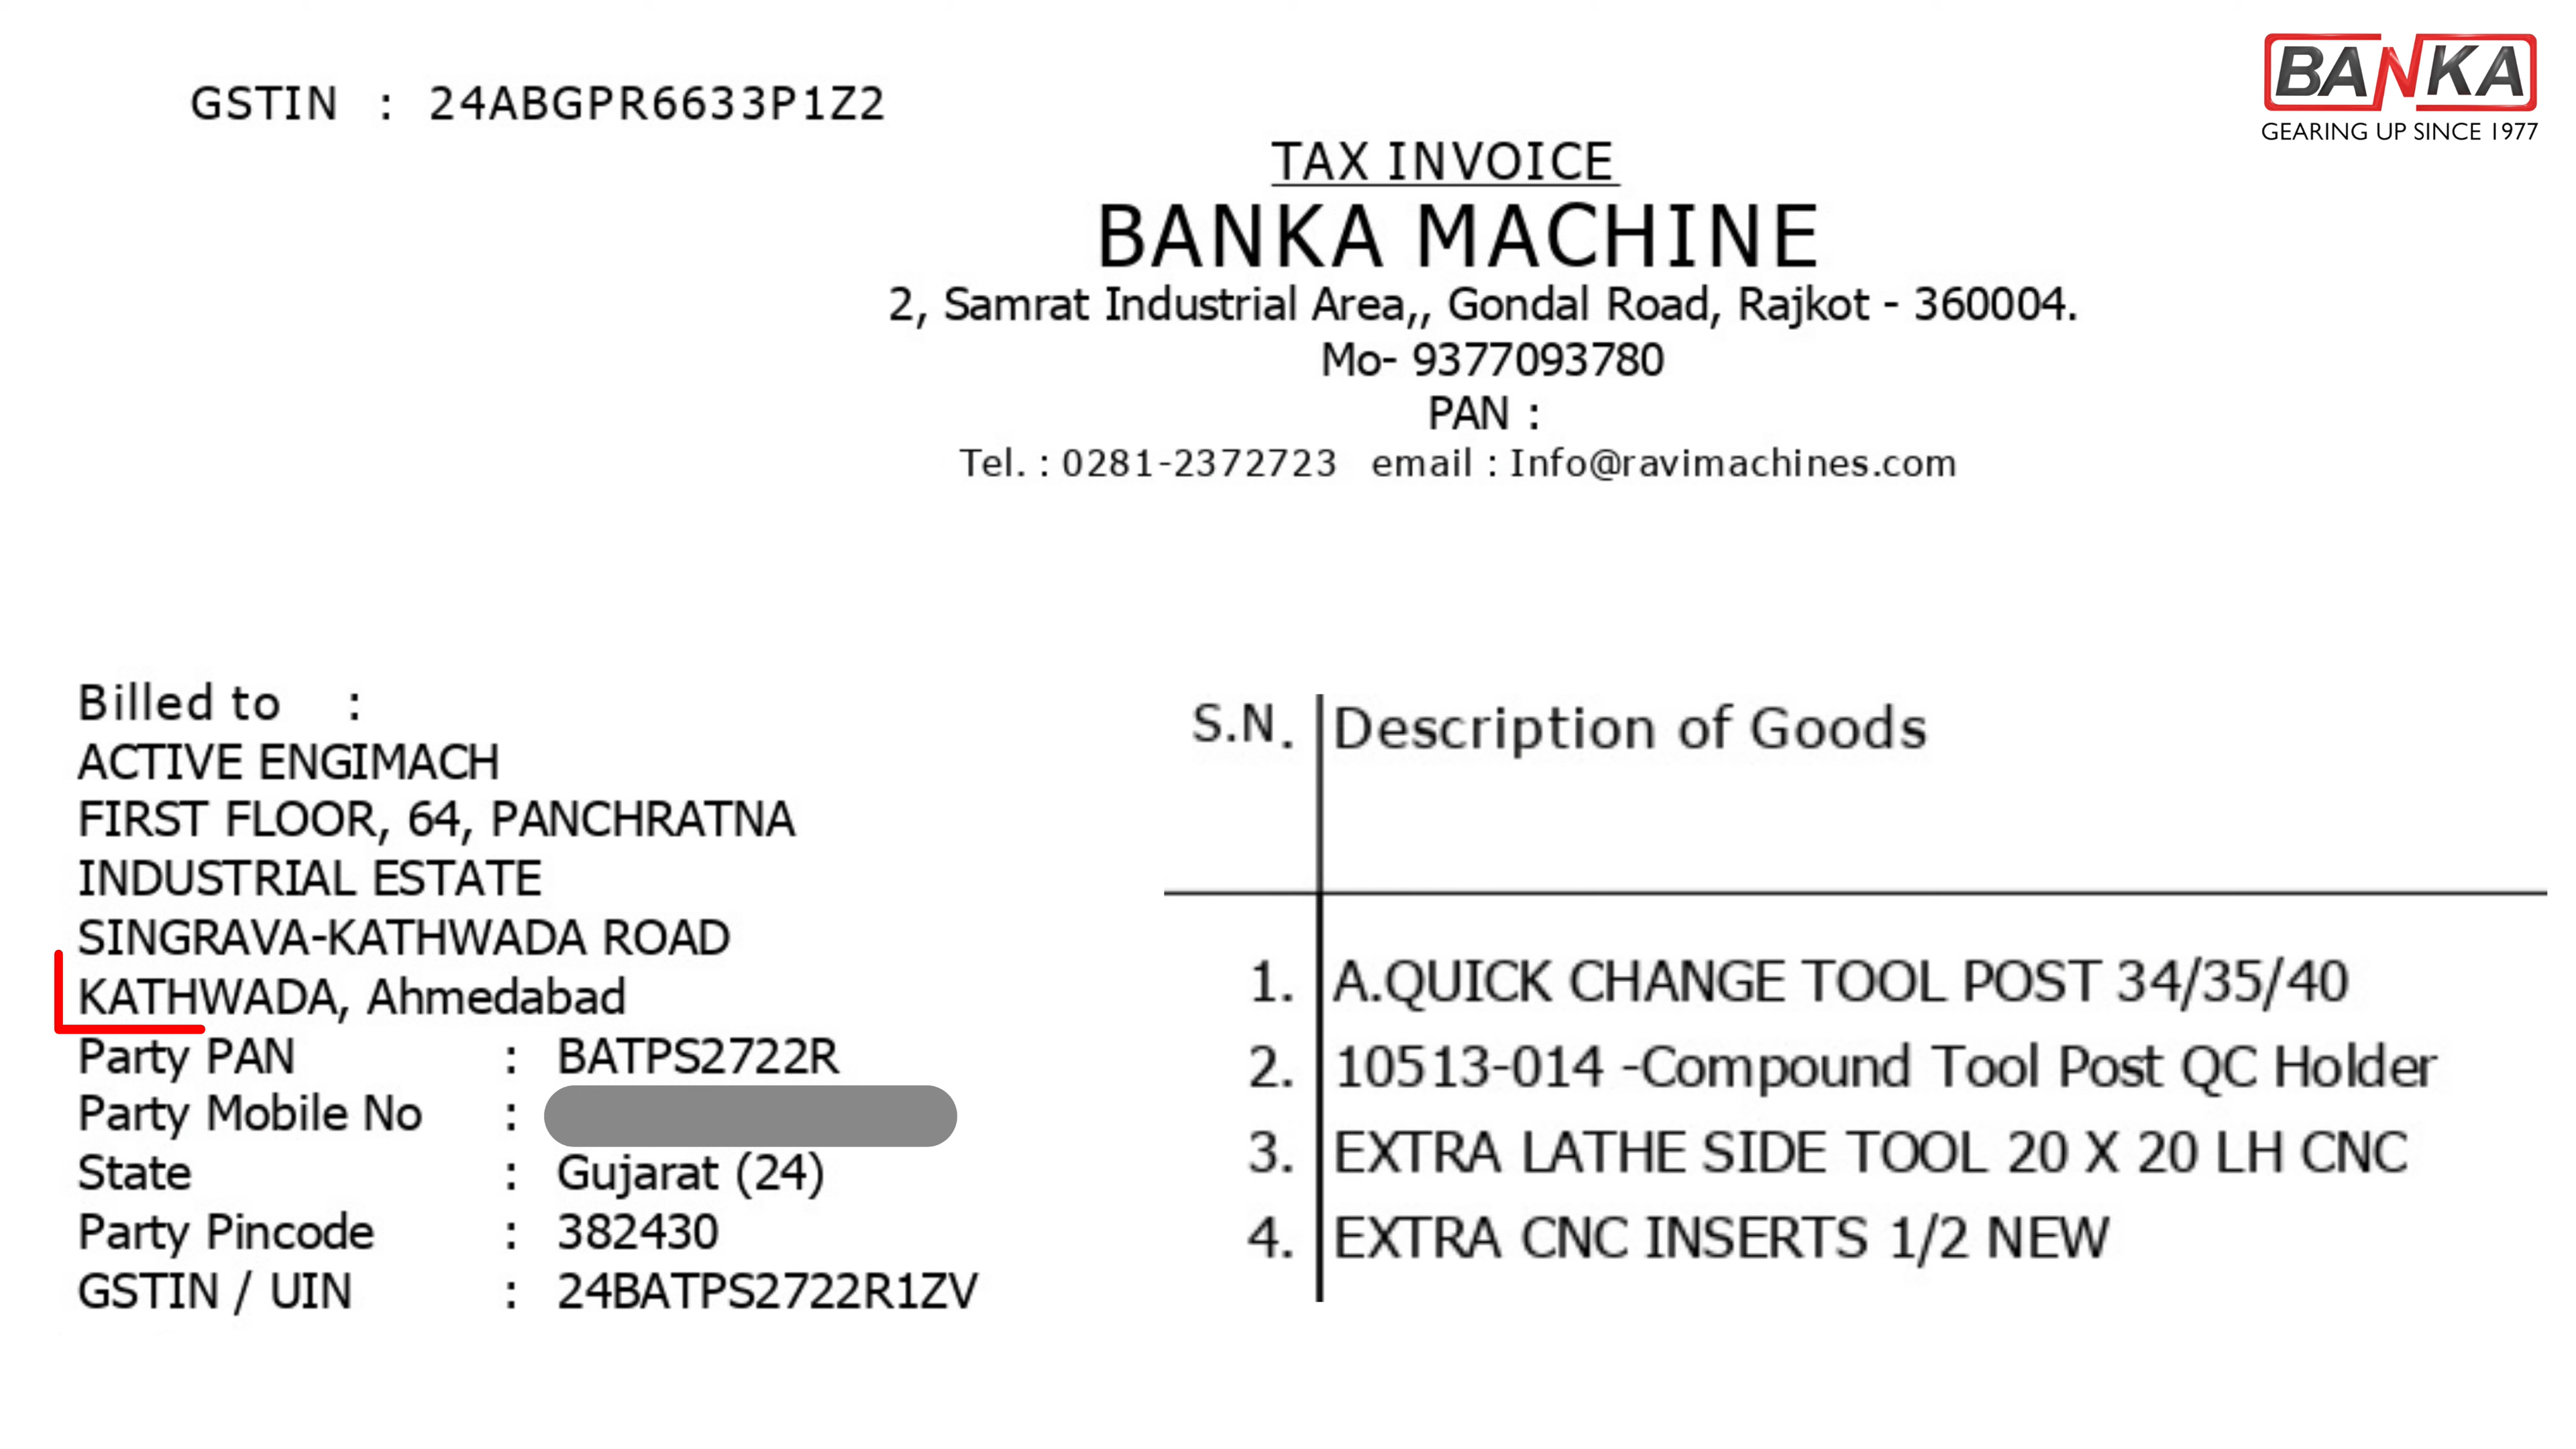 GSTIN : 24ABGPR6633P1Z2
BANKA
GEARING UP SINCE 1977
TAX INVOICE
BANKA MACHINE
2, Samrat Industrial Area,, Gondal Road, Rajkot - 360004.
Mo- 9377093780
PAN :
Tel. : 0281-2372723 email : Info@ravimachines.com
Billed to :
ACTIVE ENGIMACH
FIRST FLOOR, 64, PANCHRATNA
INDUSTRIAL ESTATE
SINGRAVA-KATHWADA ROAD
KATHWADA, Ahmedabad
Party PAN : BATPS2722R
Party Mobile No :
State : Gujarat (24)
Party Pincode : 382430
GSTIN / UIN : 24BATPS2722R1ZV
S.N. Description of Goods
1. A.QUICK CHANGE TOOL POST 34/35/40
2. 10513-014 -Compound Tool Post QC Holder
3. EXTRA LATHE SIDE TOOL 20 X 20 LH CNC
4. EXTRA CNC INSERTS 1/2 NEW